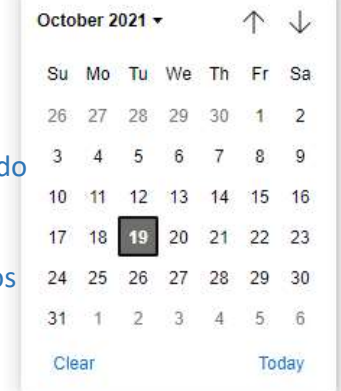 October 2021
Su Mo Tu We Th Fr Sa
26 27 28 29 30 1 2
do
3 4 5 6 7 8 9
10 11 12 13 14 15 16
17 18 19 20 21 22 23
os
24 25 26 27 28 29 30
31 1 2 3 4 5 6
Clear Today